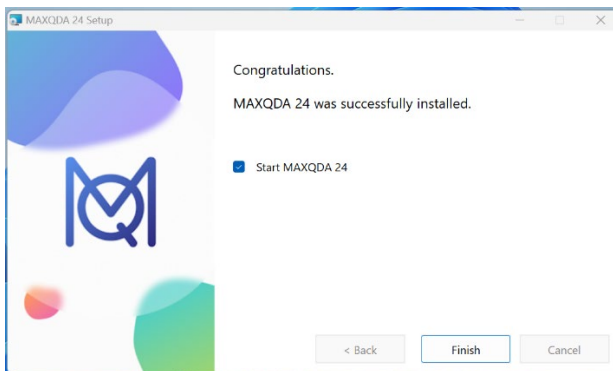 MAXQDA 24 Setup
Congratulations.
MAXQDA 24 was successfully installed.
Start MAXQDA 24
< Back
Finish
Cancel